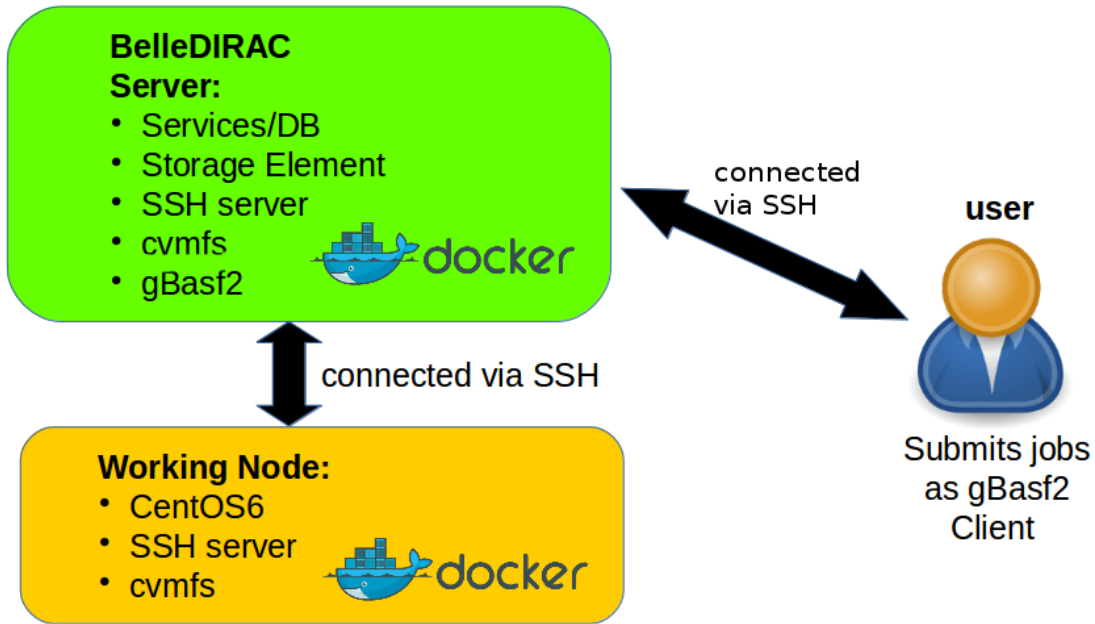 BelleDIRAC
Server:
• Services/DB
• Storage Element
• SSH server
• cvmfs
• gBasf2
docker
connected
via SSH
user
connected via SSH
Submits jobs
as gBasf2
Client
Working Node:
• CentOS6
• SSH server
• cvmfs
docker